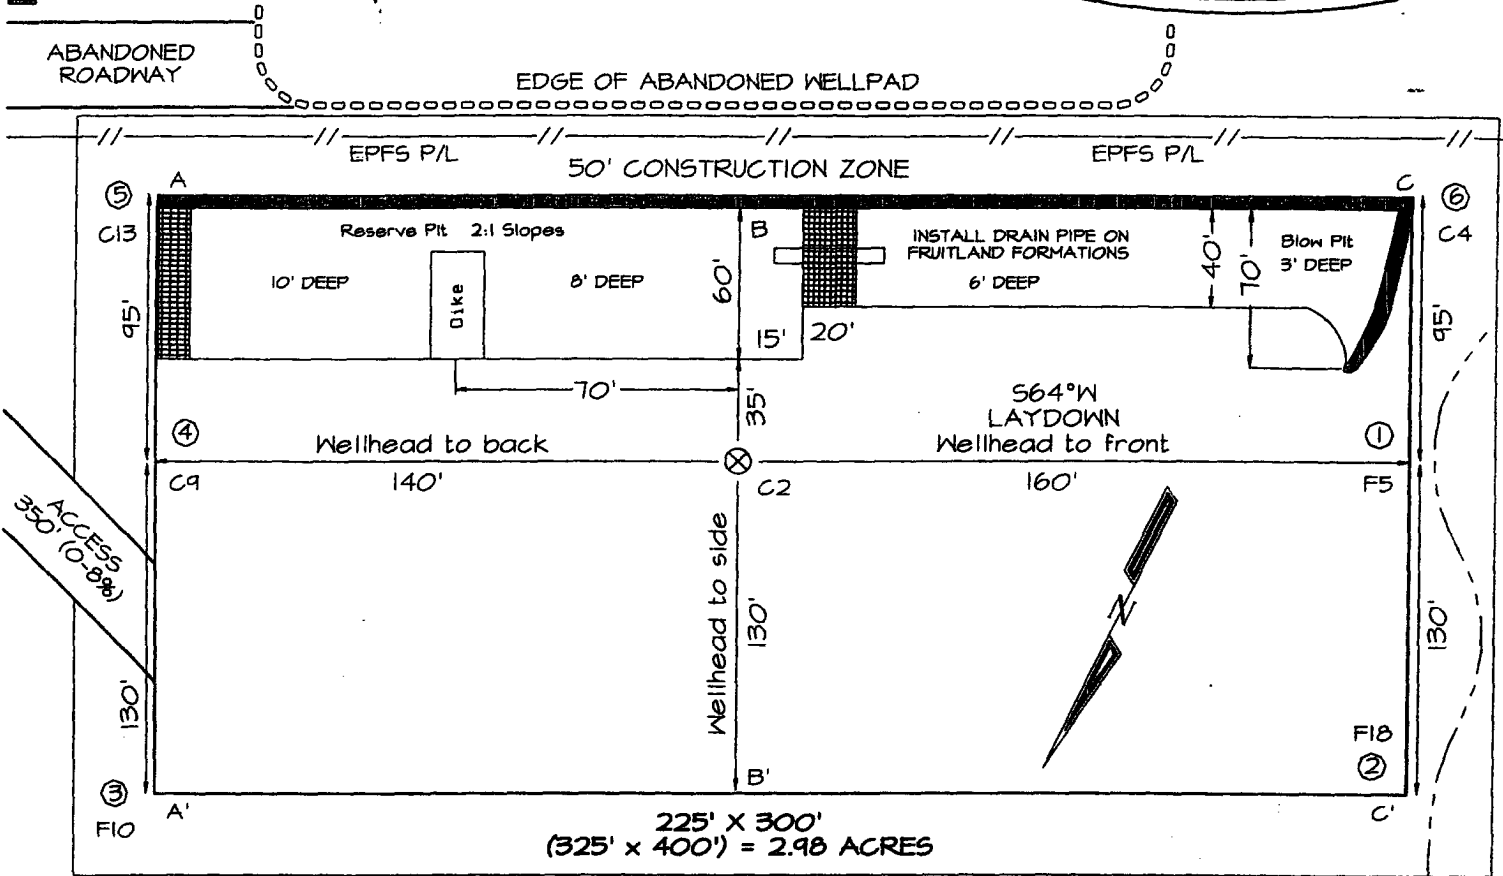 ABANDONED
ROADWAY
EDGE OF ABANDONED WELLPAD
EPFS P/L
EPFS P/L
50' CONSTRUCTION ZONE
A
C
5
6
C13
C4
Reserve Pit 2:1 Slopes
B
INSTALL DRAIN PIPE ON
FRUITLAND FORMATIONS
Blow Pit
3' DEEP
10' DEEP
Dike
8' DEEP
60'
6' DEEP
40'
70'
95'
95'
15'
20'
70'
35'
S64°W
LAYDOWN
4
Wellhead to back
Wellhead to front
1
C9
140'
C2
160'
F5
ACCESS
350' (0-8%)
Wellhead to side
130'
N
130'
130'
F18
3
B'
2
F10
A'
C'
225' X 300'
(325' x 400') = 2.98 ACRES